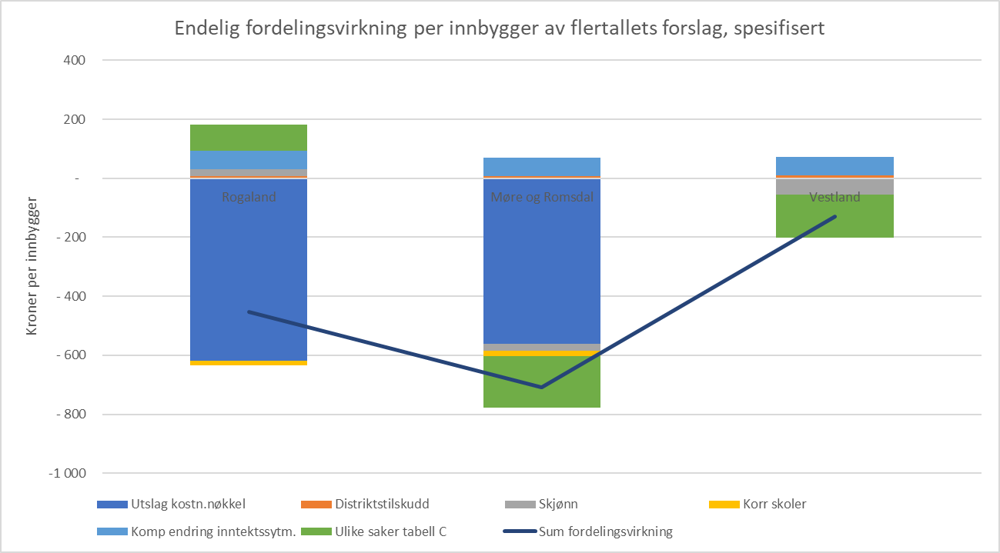 Endelig fordelingsvirkning per innbygger av flertallets forslag, spesifisert
400
200
-
- 200
- 400
- 600
- 800
-1 000
Kroner per innbygger
Rogaland
Møre og Romsdal
Vestland
Utslag kostn.nøkkel
Distriktstilskudd
Skjønn
Korr skoler
Komp endring inntektssytm.
Ulike saker tabell C
Sum fordelingsvirkning